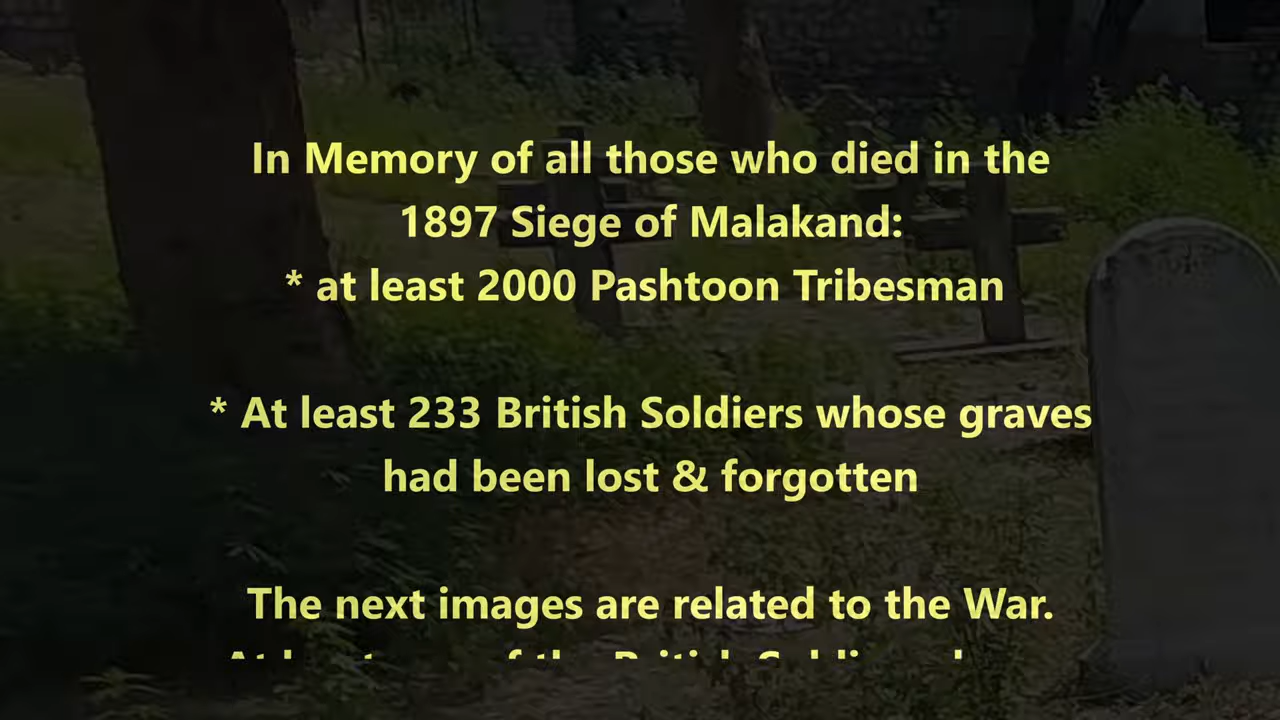 In Memory of all those who died in the
1897 Siege of Malakand:
* at least 2000 Pashtoon Tribesman
* At least 233 British Soldiers whose graves
had been lost & forgotten
The next images are related to the War.